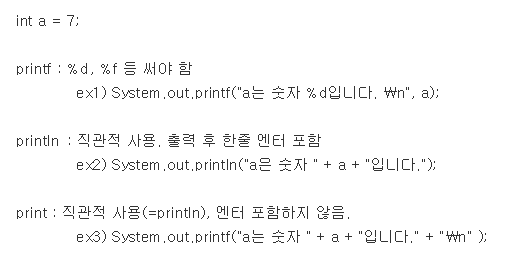 int a = 7;
printf : %d, %f 등 써야 함
ex1) System.out.printf("a는 숫자 %d입니다. ₩n", a);
println : 직관적 사용. 출력 후 한줄 엔터 포함
ex2) System.out.println("a은 숫자 " + a + "입니다.");
print : 직관적 사용(=println), 엔터 포함하지 않음.
ex3) System.out.printf("a는 숫자 " + a + "입니다." + "₩n" );